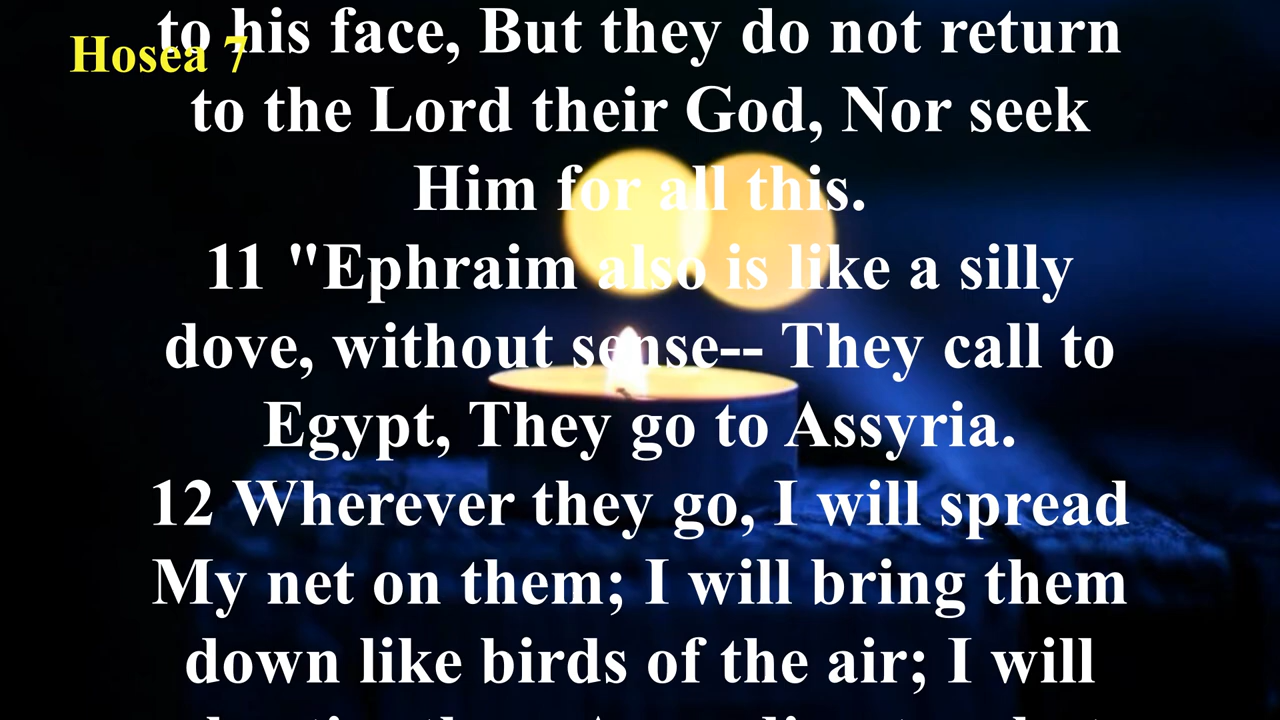 to his face, But they do not return
Hosea 7
to the Lord their God, Nor seek
Him for all this.
11 "Ephraim also is like a silly
dove, without sense-- They call to
Egypt, They go to Assyria.
12 Wherever they go, I will spread
My net on them; I will bring them
down like birds of the air; I will